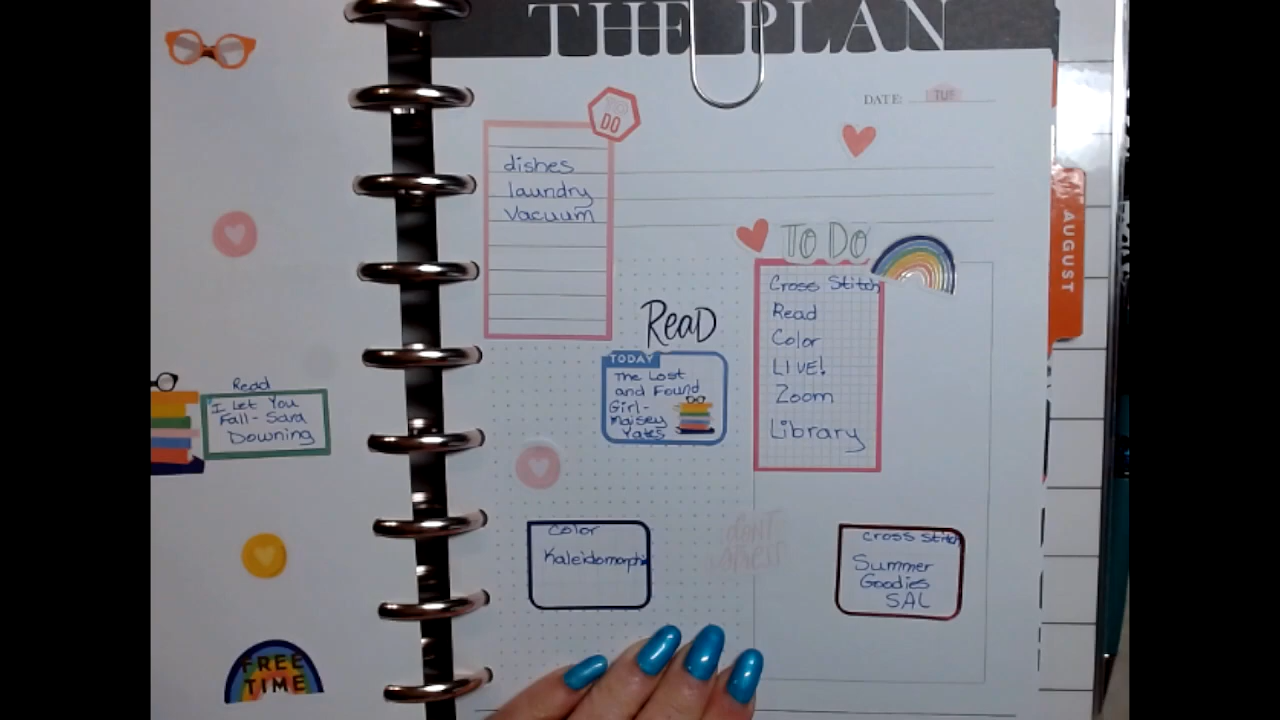 THE PLAN
DATE: TUE
DO
dishes
laundry
vacuum
TO DO
Cross Stitch
Read
Color
LIVE!
Zoom
Library
AUGUST
Read
TODAY
The Lost
and Found
Girl-
Maisey
Yates
Read
I Let You
Fall- Sara
Downing
Color
Kaleidomorphia
Cross Stitch
Summer
Goodies
SAL
FREE
TIME